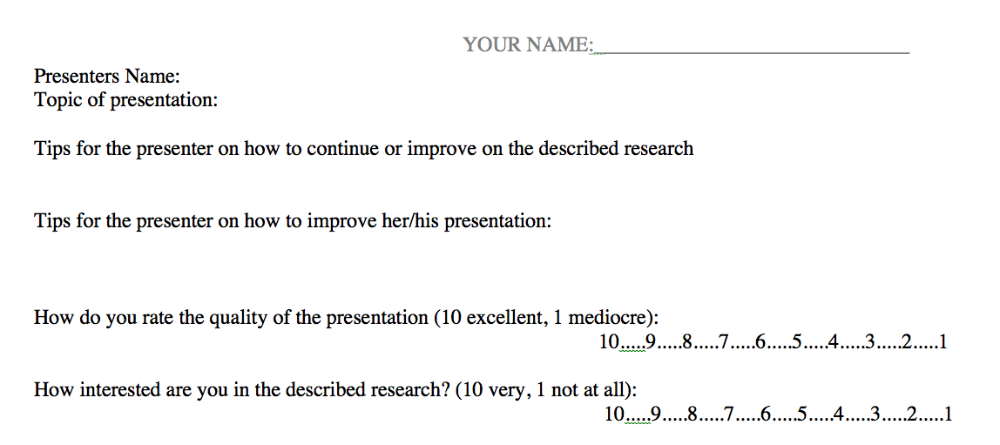 YOUR NAME:______________________________
Presenters Name:
Topic of presentation:
Tips for the presenter on how to continue or improve on the described research
Tips for the presenter on how to improve her/his presentation:
How do you rate the quality of the presentation (10 excellent, 1 mediocre):
10.....9.....8.....7.....6.....5.....4.....3.....2.....1
How interested are you in the described research? (10 very, 1 not at all):
10.....9.....8.....7.....6.....5.....4.....3.....2.....1